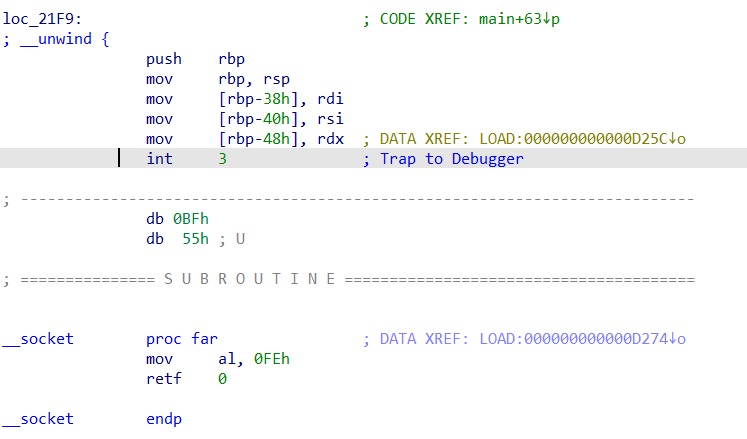 loc_21F9: ; CODE XREF: main+63↓p
; __unwind {
push rbp
mov rbp, rsp
mov [rbp-38h], rdi
mov [rbp-40h], rsi
mov [rbp-48h], rdx ; DATA XREF: LOAD:000000000000D25C↓o
int 3 ; Trap to Debugger
; ---------------------------------------------------------------------------
db 0BFh
db 55h ; U
; =============== S U B R O U T I N E =======================================
__socket proc far ; DATA XREF: LOAD:000000000000D274↓o
mov al, 0FEh
retf 0
__socket endp